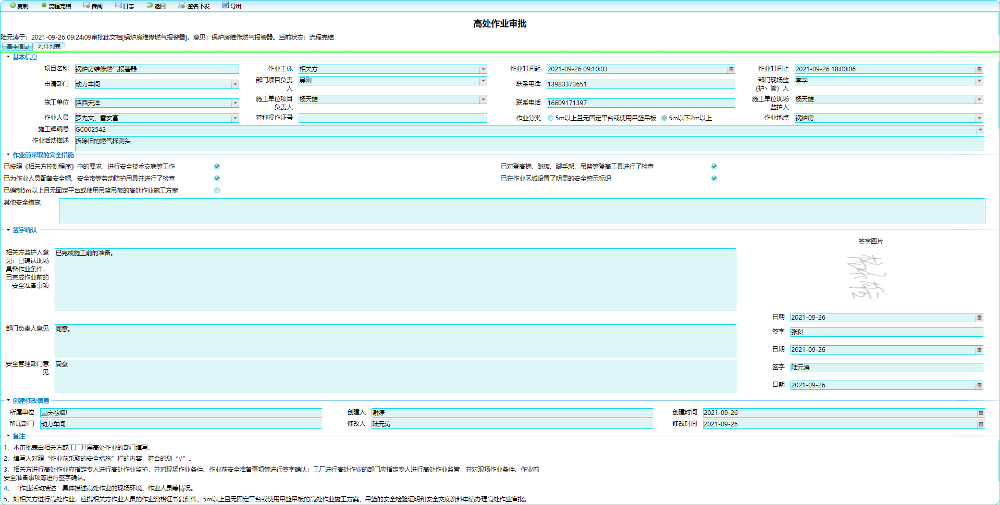 复制 流程完结 传阅 日志 返回 签名下发 导出
高处作业审批
陆元涛于：2021-09-26 09:24:09审批此文档[锅炉房维修燃气报警器]。意见：锅炉房维修燃气报警器。当前状态：流程完结
基本信息 附件列表
基本信息
项目名称 锅炉房维修燃气报警器 作业主体 相关方 作业时间起 2021-09-26 09:10:03 作业时间止 2021-09-26 18:00:06
申请部门 动力车间 部门项目负责人 吴刚 联系电话 13983373651 部门现场监（护、管）人 李学
施工单位 陕西天洋 施工单位项目负责人 杨天雄 联系电话 16609171397 施工单位现场监护人 杨天雄
作业人员 罗先文、雷安富 特种操作证号 作业分类 5m以上且无固定平台或使用吊篮吊板 5m以下2m以上 作业地点 锅炉房
施工牌编号 GC002542
作业活动描述 拆除旧的燃气探测头
作业前采取的安全措施
已按照《相关方控制程序》中的要求，进行安全技术交底等工作 已对登高梯、跳板、脚手架、吊篮等登高工具进行了检查
已为作业人员配备安全帽、安全带等劳动防护用具并进行了检查 已在作业区域设置了明显的安全警示标识
已编制5m以上且无固定平台或使用吊篮吊板的高处作业施工方案
其他安全措施
签字确认
签字图片
相关方监护人意见：已确认现场具备作业条件，已完成作业前的安全准备事项 已完成施工前的准备。
日期 2021-09-26
部门负责人意见 同意。 签字 张科
日期 2021-09-26
安全管理部门意见 同意 签字 陆元涛
日期 2021-09-26
创建修改信息
所属单位 重庆卷烟厂 创建人 谢婷 创建时间 2021-09-26
所属部门 动力车间 修改人 陆元涛 修改时间 2021-09-26
备注
1、本审批表由相关方或工厂开展高处作业的部门填写。
2、填写人对照“作业前采取的安全措施”栏的内容，符合的划“√”。
3、相关方进行高处作业应指定专人进行高处作业监护，并对现场作业条件、作业前安全准备事项等进行签字确认；工厂进行高处作业的部门应指定专人进行高处作业监管，并对现场作业条件、作业前
安全准备事项等进行签字确认。
4、“作业活动描述”具体描述高处作业的现场环境、作业人员等情况。
5、如相关方进行高处作业，应携相关方作业人员的作业资格证书复印件、5m以上且无固定平台或使用吊篮吊板的高处作业施工方案、吊篮的安全检验证明和安全交底资料申请办理高处作业审批。